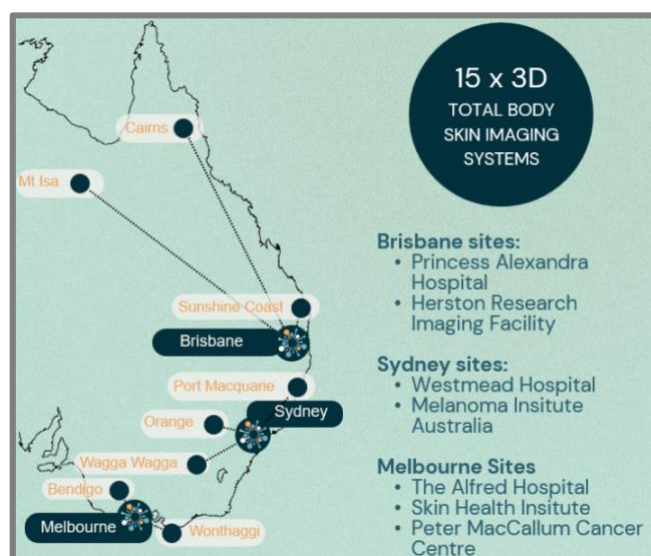 15 x 3D
TOTAL BODY
SKIN IMAGING
SYSTEMS
Cairns
Mt Isa
Sunshine Coast
Brisbane
Port Macquarie
Sydney
Orange
Wagga Wagga
Bendigo
Melbourne
Wonthaggi
Brisbane sites:
• Princess Alexandra
Hospital
• Herston Research
Imaging Facility
Sydney sites:
• Westmead Hospital
• Melanoma Insitute
Australia
Melbourne Sites
• The Alfred Hospital
• Skin Health Insitute
• Peter MacCallum Cancer
Centre